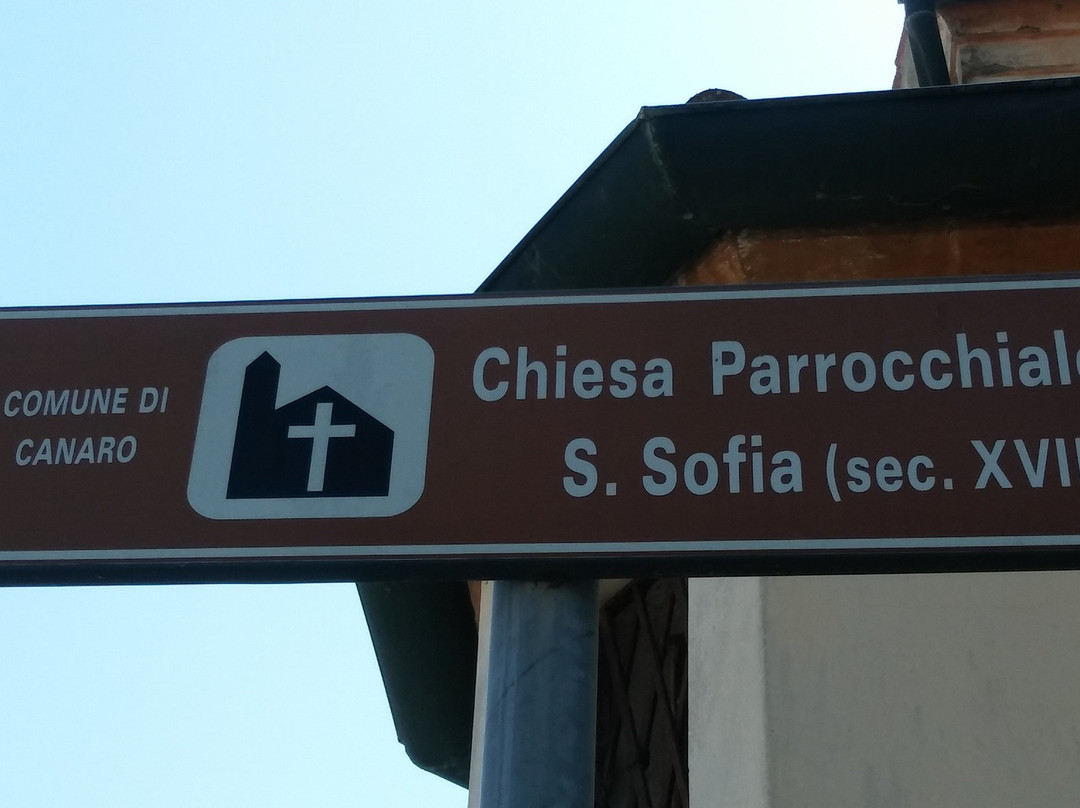 COMUNE DI
CANARO
Chiesa Parrocchiale
S. Sofia (sec. XVII